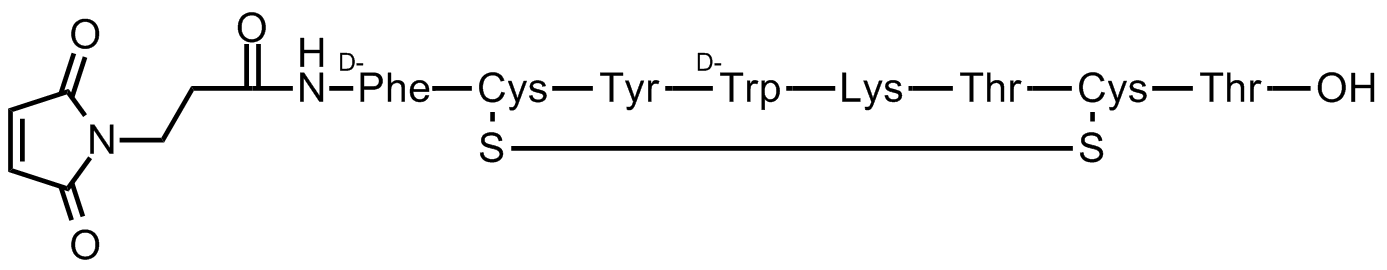 O
O
H
N
D-
Phe
Cys
Tyr
D-
Trp
Lys
Thr
Cys
Thr
OH
N
S
S
O